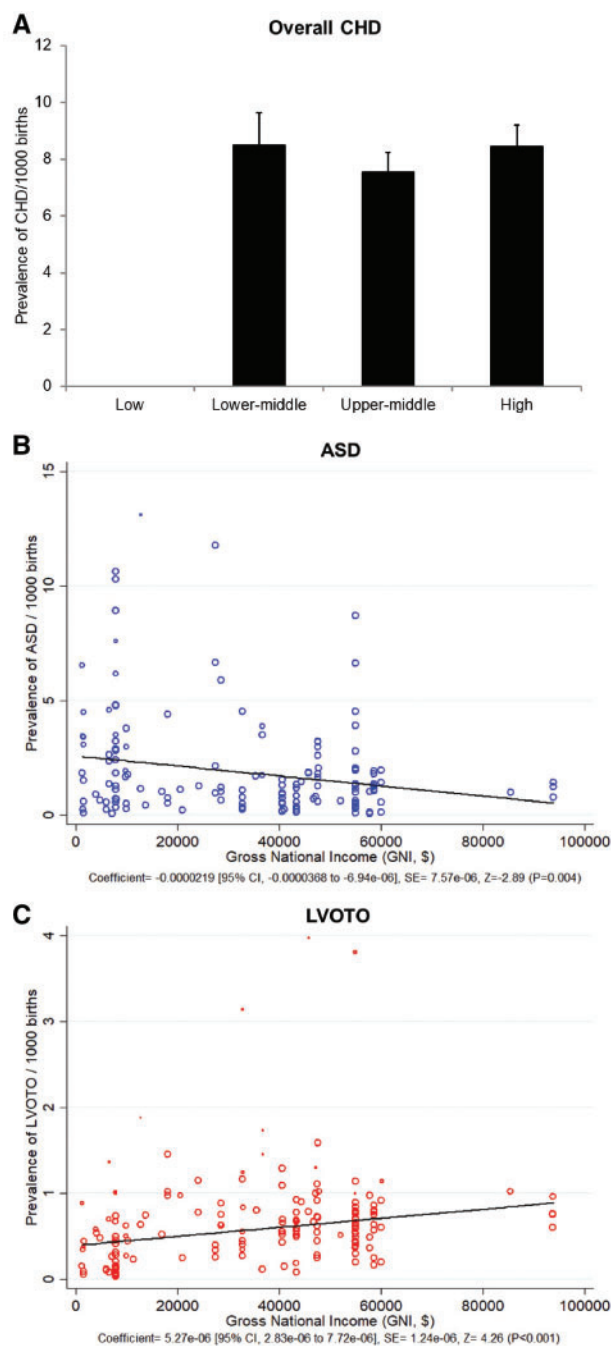 A
Overall CHD
Prevalence of CHD/1000 births
12
10
8
6
4
2
0
Low Lower-middle Upper-middle High
B
ASD
Prevalence of ASD / 1000 births
15
10
5
0
0 20000 40000 60000 80000 100000
Gross National Income (GNI, $)
Coefficient= -0.0000219 [95% CI, -0.0000368 to -6.94e-06], SE= 7.57e-06, Z=-2.89 (P=0.004)
C
LVOTO
Prevalence of LVOTO / 1000 births
4
3
2
1
0
0 20000 40000 60000 80000 100000
Gross National Income (GNI, $)
Coefficient= 5.27e-06 [95% CI, 2.83e-06 to 7.72e-06], SE= 1.24e-06, Z= 4.26 (P<0.001)